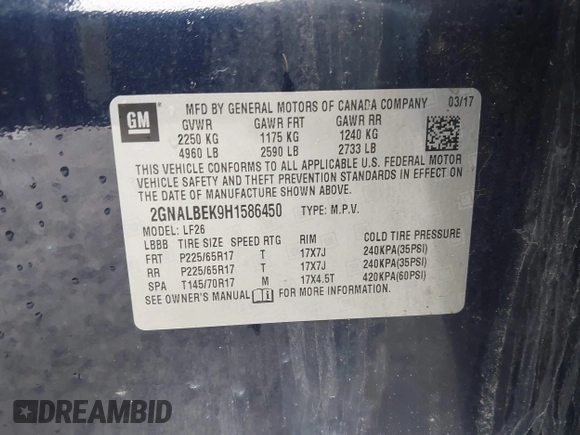 GM
MFD BY GENERAL MOTORS OF CANADA COMPANY 03/17
GVWR GAWR FRT GAWR RR
2250 KG 1175 KG 1240 KG
4960 LB 2590 LB 2733 LB
THIS VEHICLE CONFORMS TO ALL APPLICABLE U.S. FEDERAL MOTOR
VEHICLE SAFETY AND THEFT PREVENTION STANDARDS IN EFFECT ON
THE DATE OF MANUFACTURE SHOWN ABOVE.
2GNALBEK9H1586450 TYPE: M.P.V.
MODEL: LF26
LBBB TIRE SIZE SPEED RTG RIM COLD TIRE PRESSURE
FRT P225/65R17 T 17X7J 240KPA(35PSI)
RR P225/65R17 T 17X7J 240KPA(35PSI)
SPA T145/70R17 M 17X4.5T 420KPA(60PSI)
SEE OWNER'S MANUAL FOR MORE INFORMATION.
DREAMBID